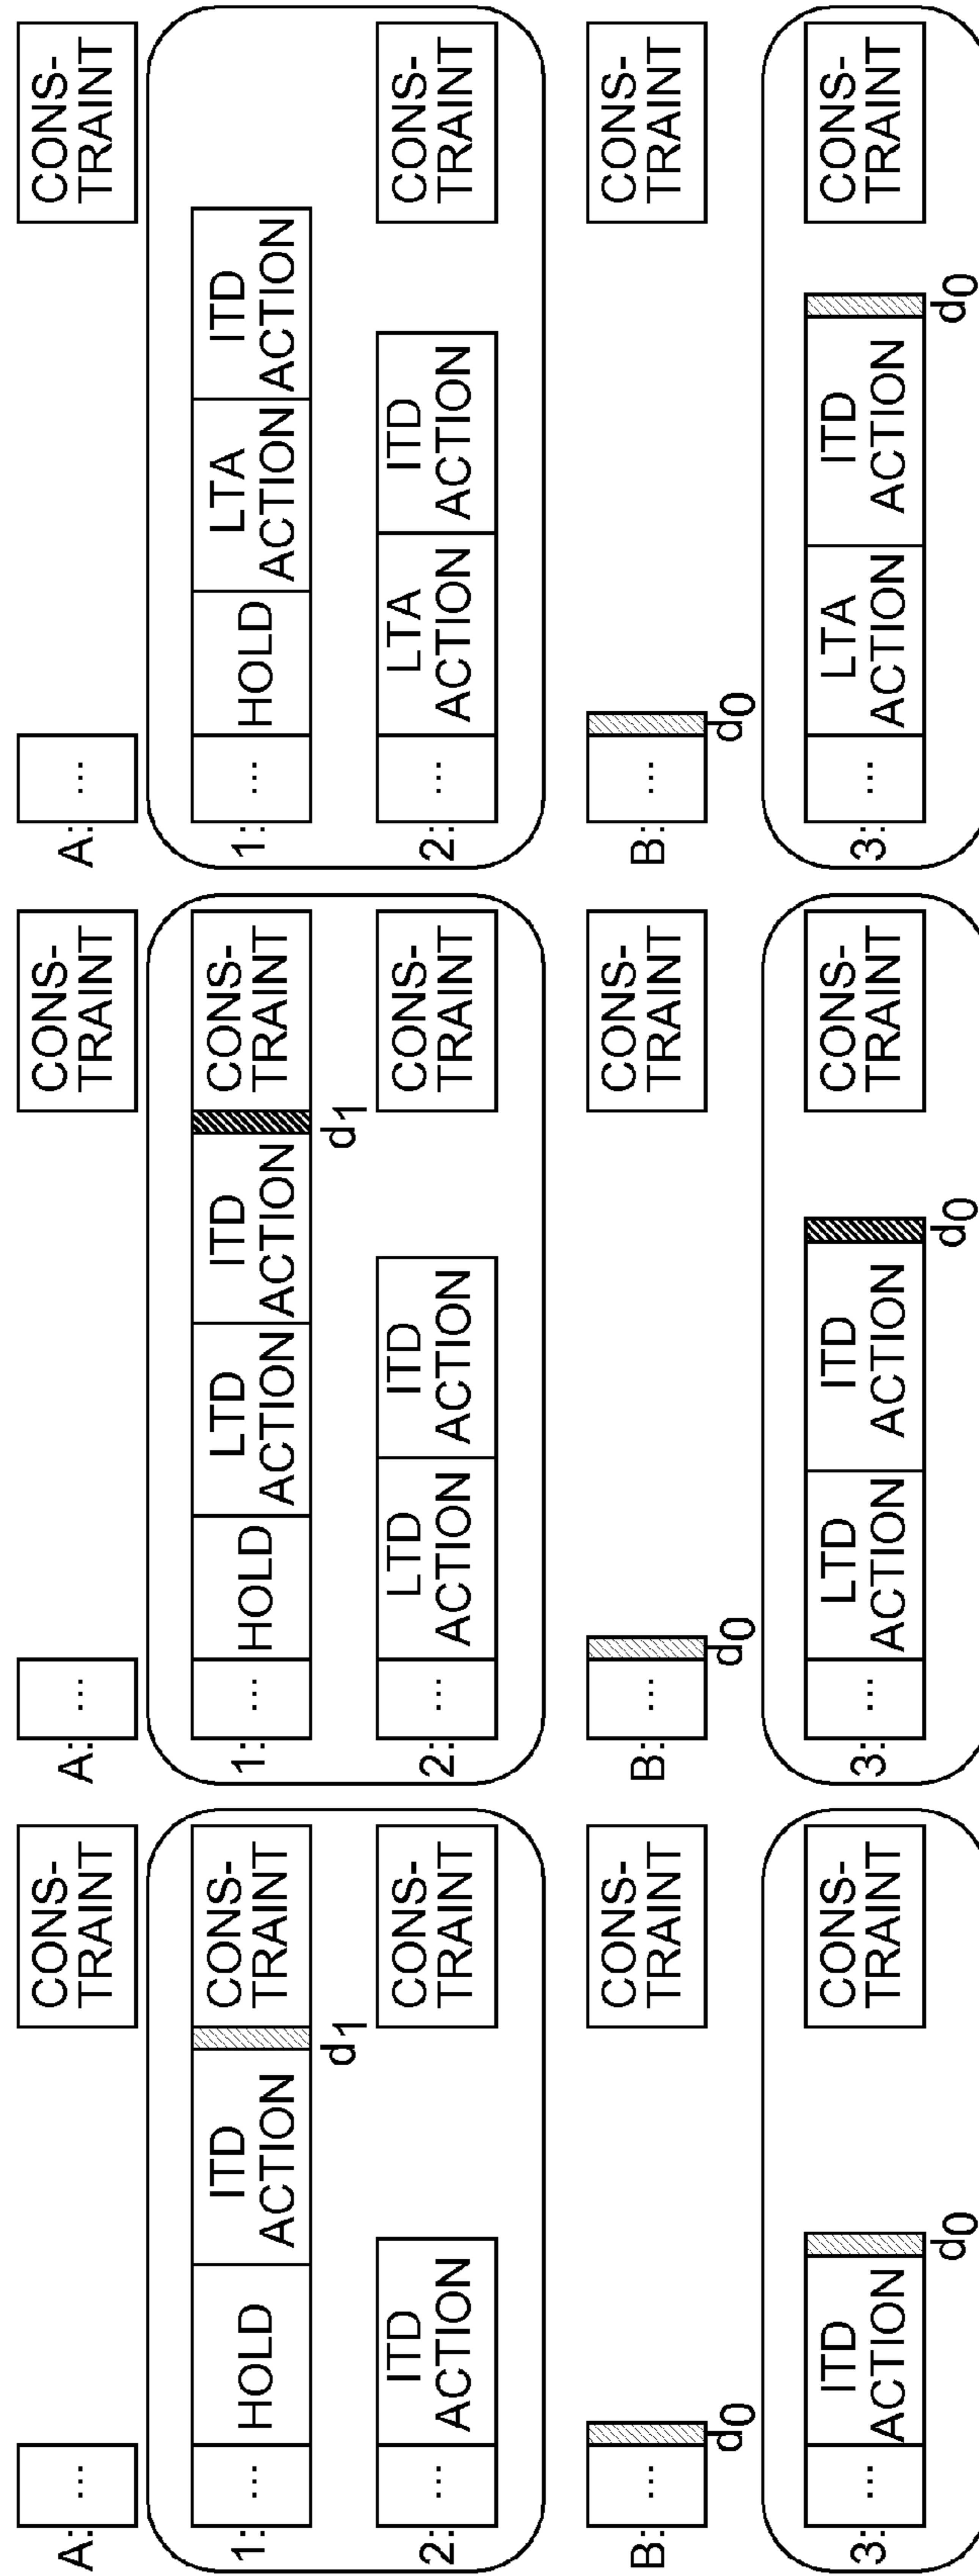 A:
...
CONS-
TRAINT
1:
...
HOLD
ITD
ACTION
d1
CONS-
TRAINT
2:
...
ITD
ACTION
CONS-
TRAINT
B:
...
d0
CONS-
TRAINT
3:
...
ITD
ACTION
d0
CONS-
TRAINT
A:
...
CONS-
TRAINT
1:
...
HOLD
LTD
ACTION
ITD
ACTION
d1
CONS-
TRAINT
2:
...
LTD
ACTION
ITD
ACTION
CONS-
TRAINT
B:
...
d0
CONS-
TRAINT
3:
...
LTD
ACTION
ITD
ACTION
d0
CONS-
TRAINT
A:
...
CONS-
TRAINT
1:
...
HOLD
LTA
ACTION
ITD
ACTION
2:
...
LTA
ACTION
ITD
ACTION
CONS-
TRAINT
B:
...
d0
CONS-
TRAINT
3:
...
LTA
ACTION
ITD
ACTION
d0
CONS-
TRAINT